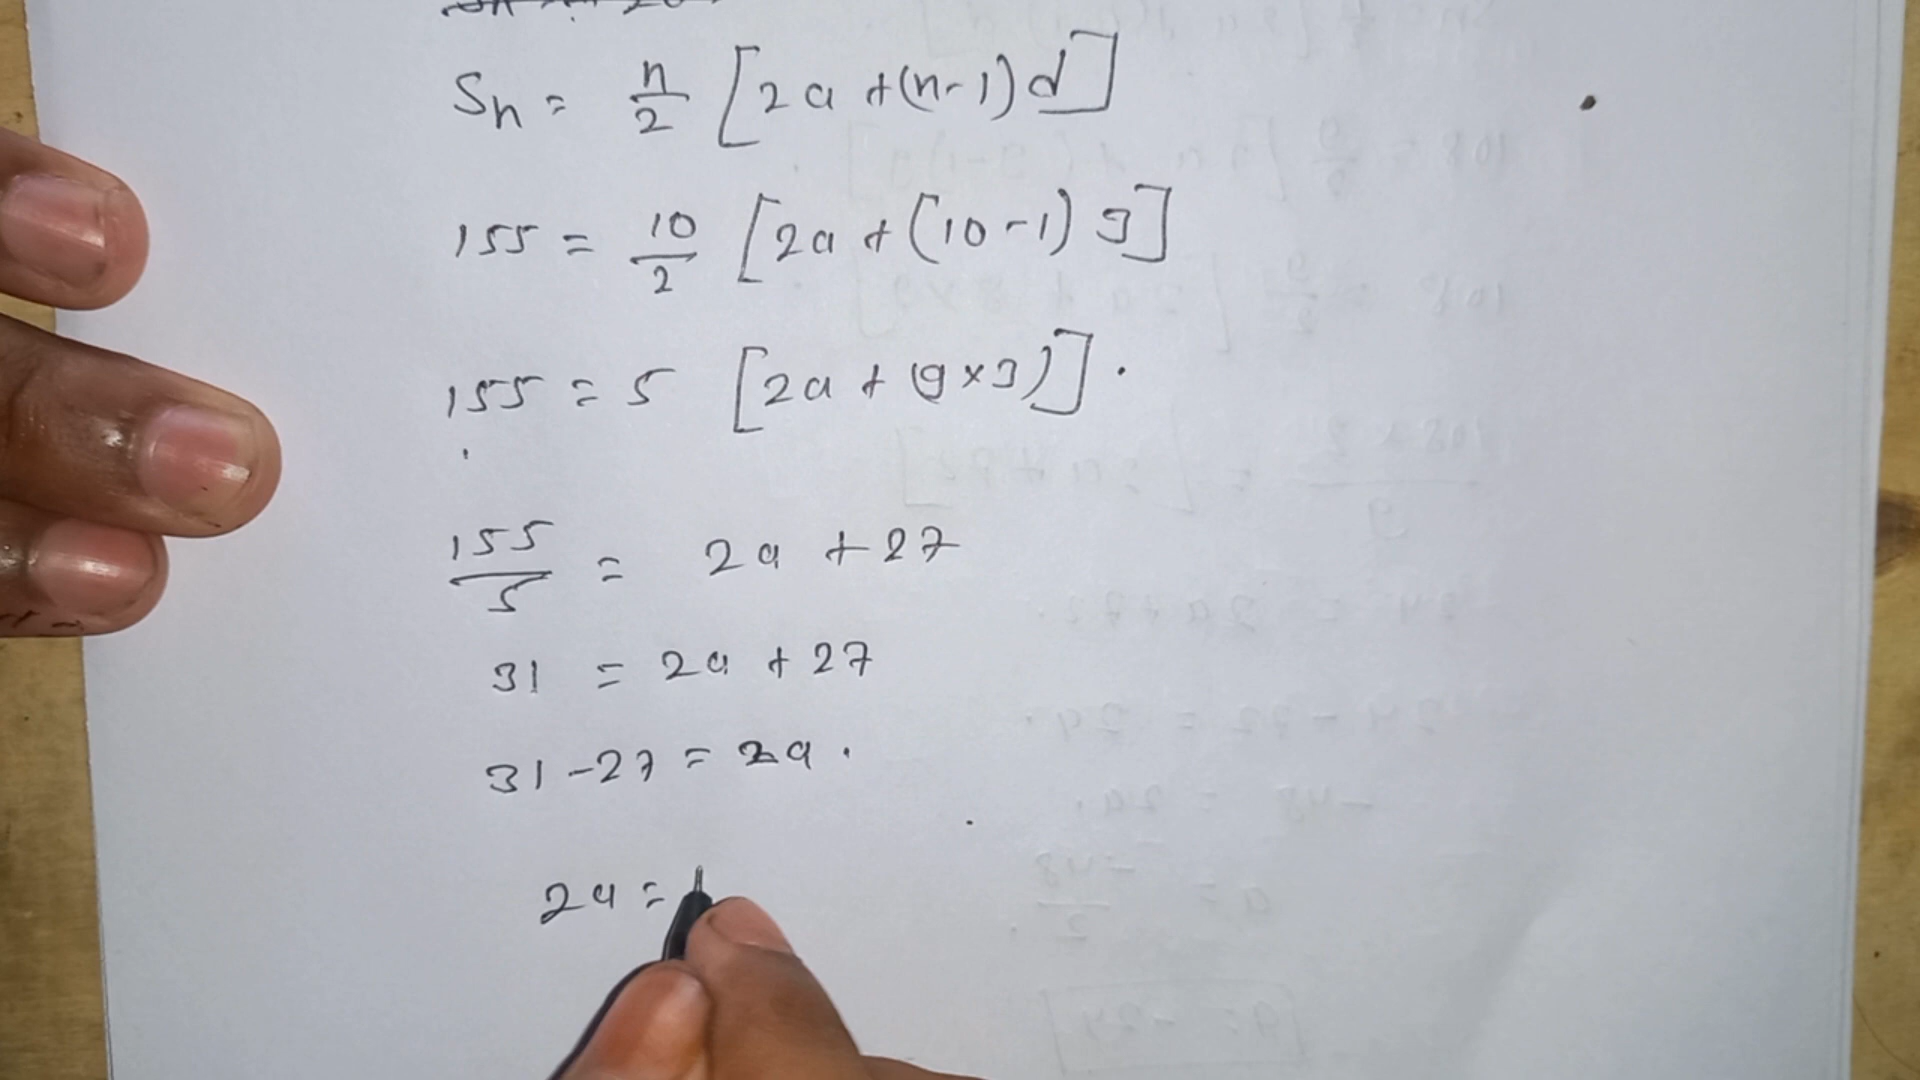 Sn = n/2 [2a +(n-1)d]
155 = 10/2 [2a + (10-1) 3]
155 = 5 [2a + (9×3)].
155/5 = 2a + 27
31 = 2a + 27
31-27 = 2a.
2a =